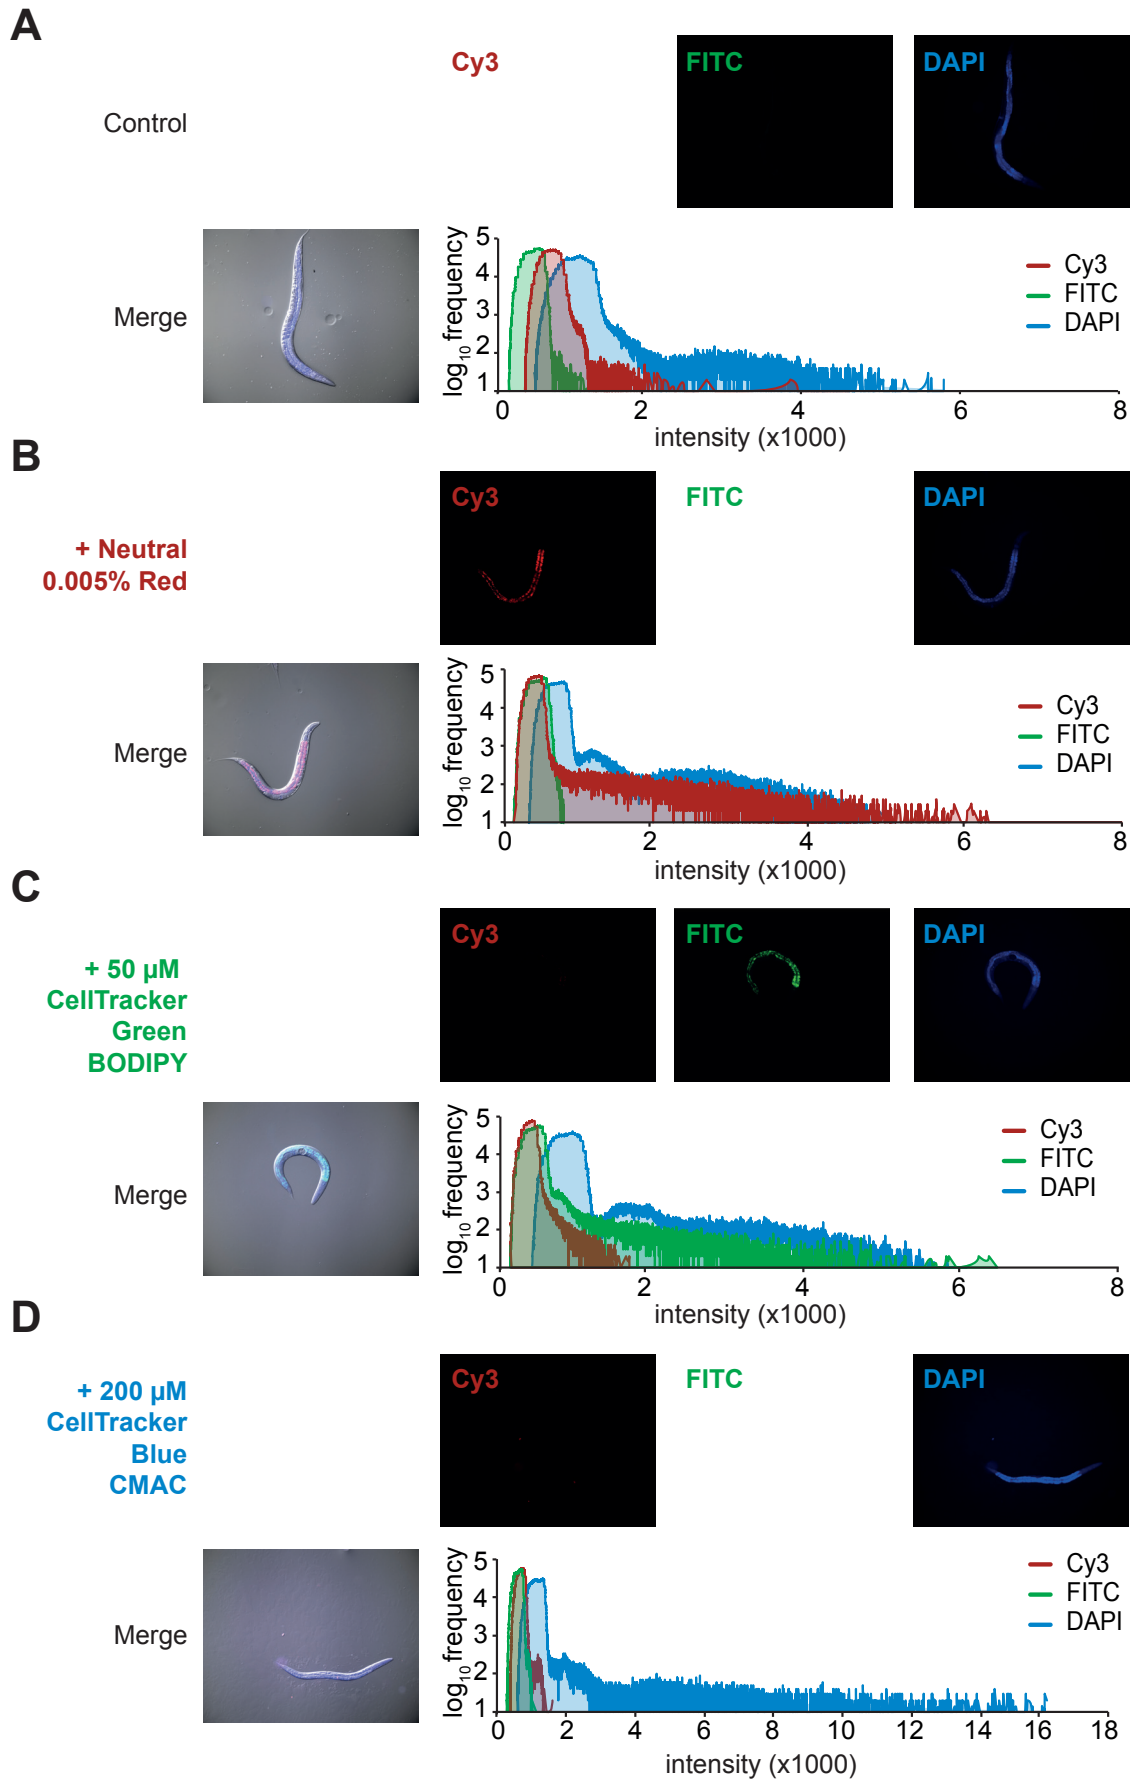 A
Cy3
FITC
DAPI
Control
Merge
5
4
3
2
1
log10 frequency
0
2
4
6
8
intensity (x1000)
Cy3
FITC
DAPI
B
Cy3
FITC
DAPI
+ Neutral
0.005% Red
Merge
5
4
3
2
1
log10 frequency
0
2
4
6
8
intensity (x1000)
Cy3
FITC
DAPI
C
Cy3
FITC
DAPI
+ 50 µM
CellTracker
Green
BODIPY
Merge
5
4
3
2
1
log10 frequency
0
2
4
6
8
intensity (x1000)
Cy3
FITC
DAPI
D
Cy3
FITC
DAPI
+ 200 µM
CellTracker
Blue
CMAC
Merge
5
4
3
2
1
log10 frequency
0
2
4
6
8
10
12
14
16
18
intensity (x1000)
Cy3
FITC
DAPI